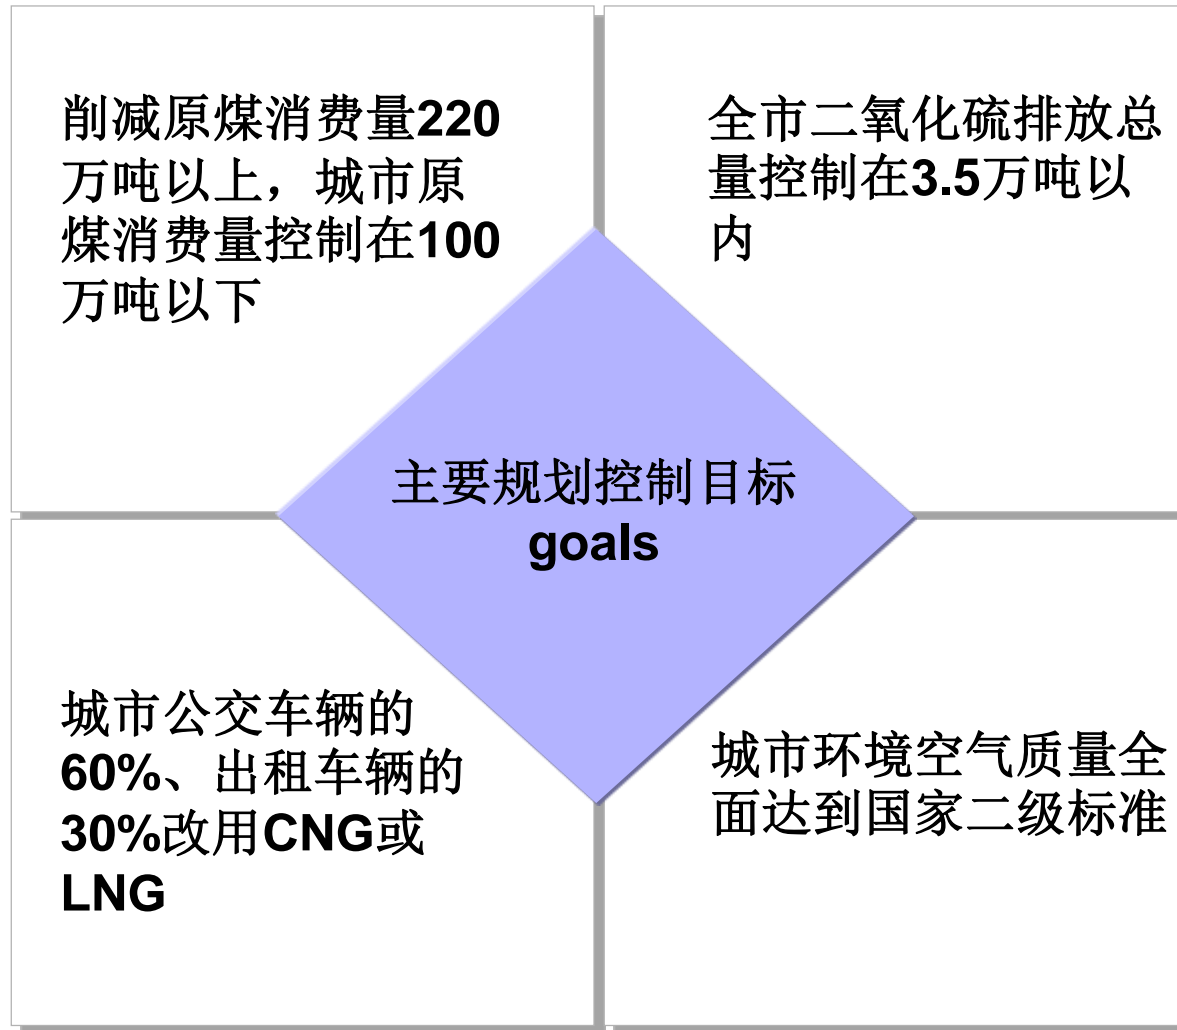 削减原煤消费量220
万吨以上，城市原
煤消费量控制在100
万吨以下
全市二氧化硫排放总
量控制在3.5万吨以
内
主要规划控制目标
goals
城市公交车辆的
60%、出租车辆的
30%改用CNG或
LNG
城市环境空气质量全
面达到国家二级标准